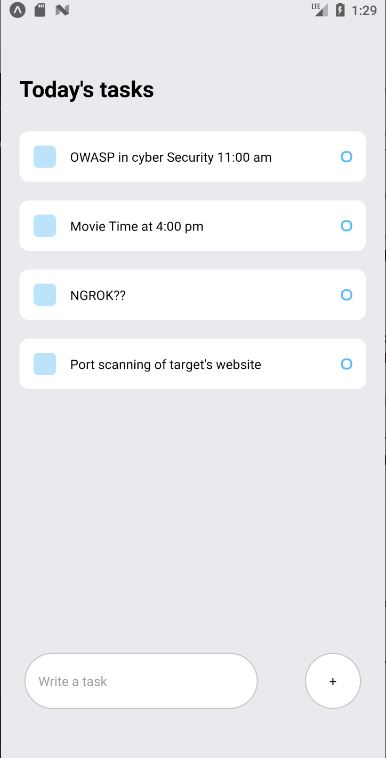 LTE 1:29
Today's tasks
OWASP in cyber Security 11:00 am
Movie Time at 4:00 pm
NGROK??
Port scanning of target's website
Write a task +